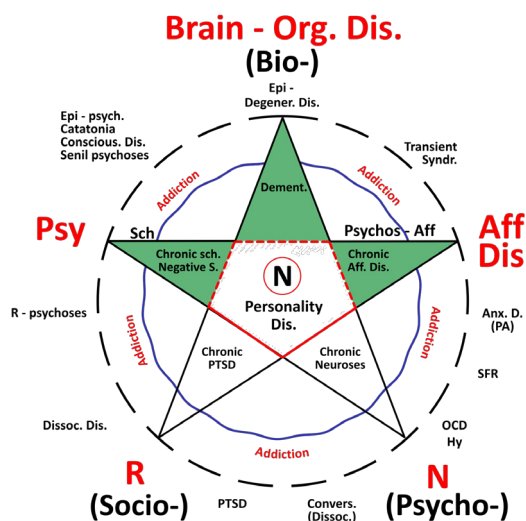 Brain - Org. Dis.
(Bio-)
Epi -
Degener. Dis.
Epi - psych.
Catatonia
Conscious. Dis.
Senil psychoses
Transient
Syndr.
Addiction
Addiction
Dement.
Psy
Sch
Psychos - Aff
Aff
Dis
Chronic sch.
Negative S.
Chronic
Aff. Dis.
N
Personality
Dis.
R - psychoses
Anx. D.
(PA)
Addiction
Addiction
Chronic
PTSD
Chronic
Neuroses
SFR
Dissoc. Dis.
OCD
Hy
Addiction
R
(Socio-)
N
(Psycho-)
PTSD
Convers.
(Dissoc.)